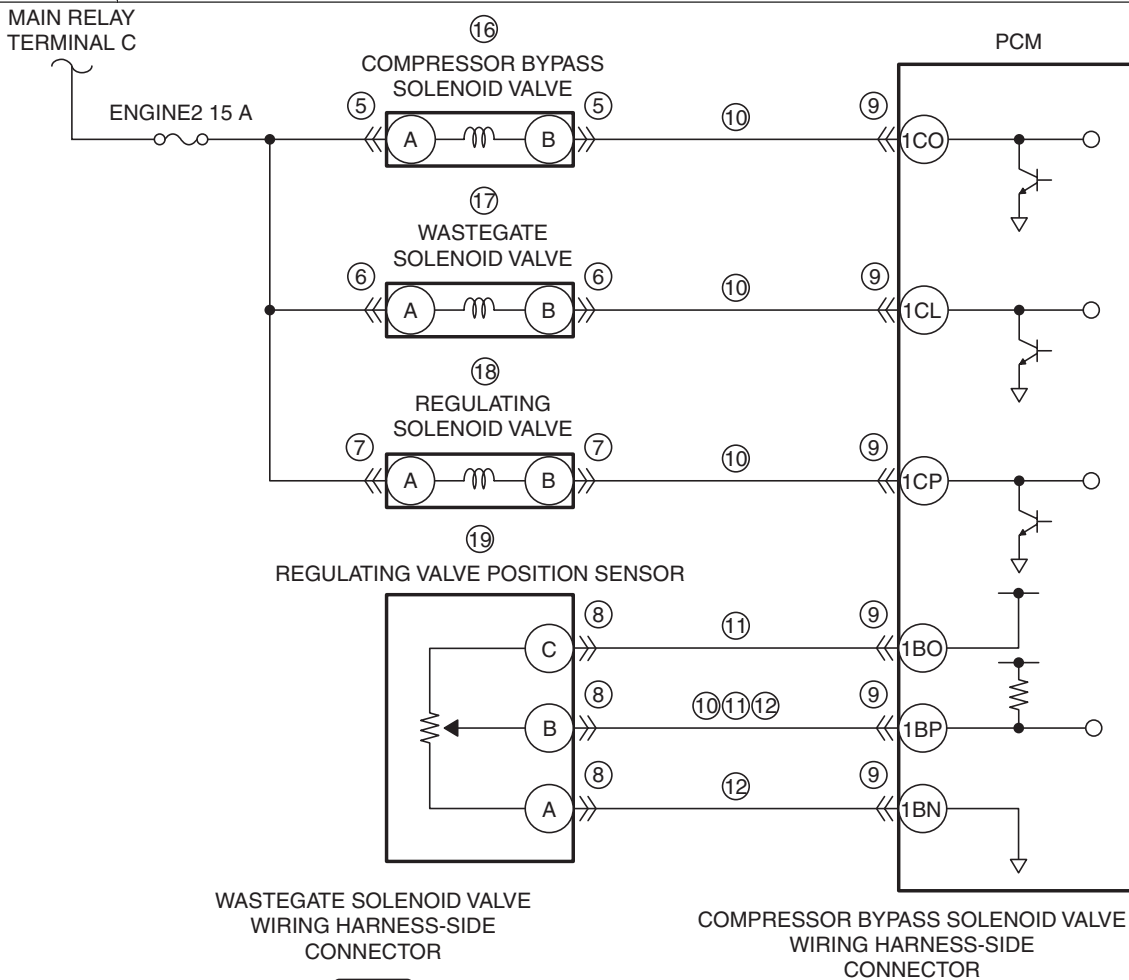 MAIN RELAY
TERMINAL C
PCM
ENGINE2 15 A
16
COMPRESSOR BYPASS
SOLENOID VALVE
5 A B 5 10 9 1CO
17
WASTEGATE
SOLENOID VALVE
6 A B 6 10 9 1CL
18
REGULATING
SOLENOID VALVE
7 A B 7 10 9 1CP
19
REGULATING VALVE POSITION SENSOR
C 8 11 9 1BO
B 8 10 11 12 9 1BP
A 8 12 9 1BN
WASTEGATE SOLENOID VALVE
WIRING HARNESS-SIDE
CONNECTOR
COMPRESSOR BYPASS SOLENOID VALVE
WIRING HARNESS-SIDE
CONNECTOR